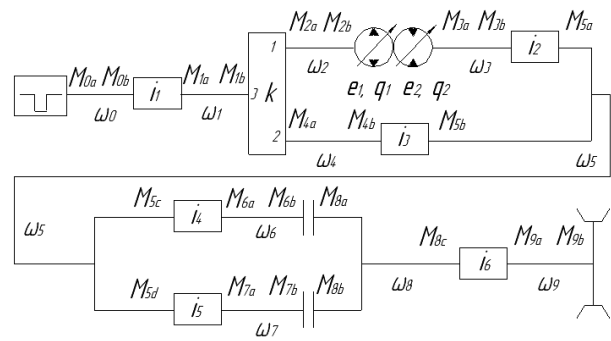 M2a M2b M3a M3b M5a
1 ω2 ω3 i2
M0a M0b i1 M1a M1b 3 k e1, q1 e2, q2
ω0 ω1
M4a M4b M5b
2 ω4 i3 ω5
ω5 M5c i4 M6a M6b M8a
ω6 M8c M9a M9b
i6
M5d i5 M7a M7b M8b ω8 ω9
ω7